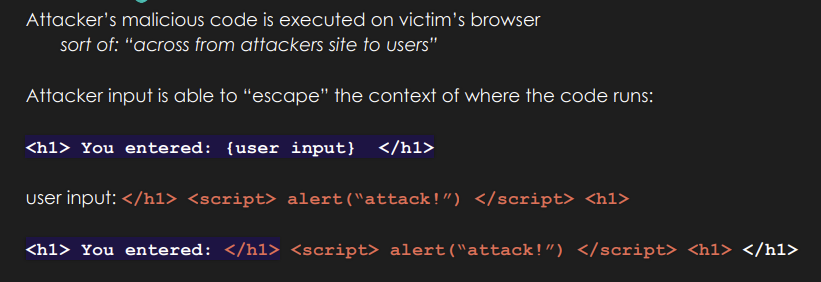 Attacker’s malicious code is executed on victim’s browser
sort of: “across from attackers site to users”
Attacker input is able to “escape” the context of where the code runs:
<h1> You entered: {user input}  </h1>
user input: </h1> <script> alert(“attack!”) </script> <h1>
<h1> You entered: </h1> <script> alert(“attack!”) </script> <h1> </h1>